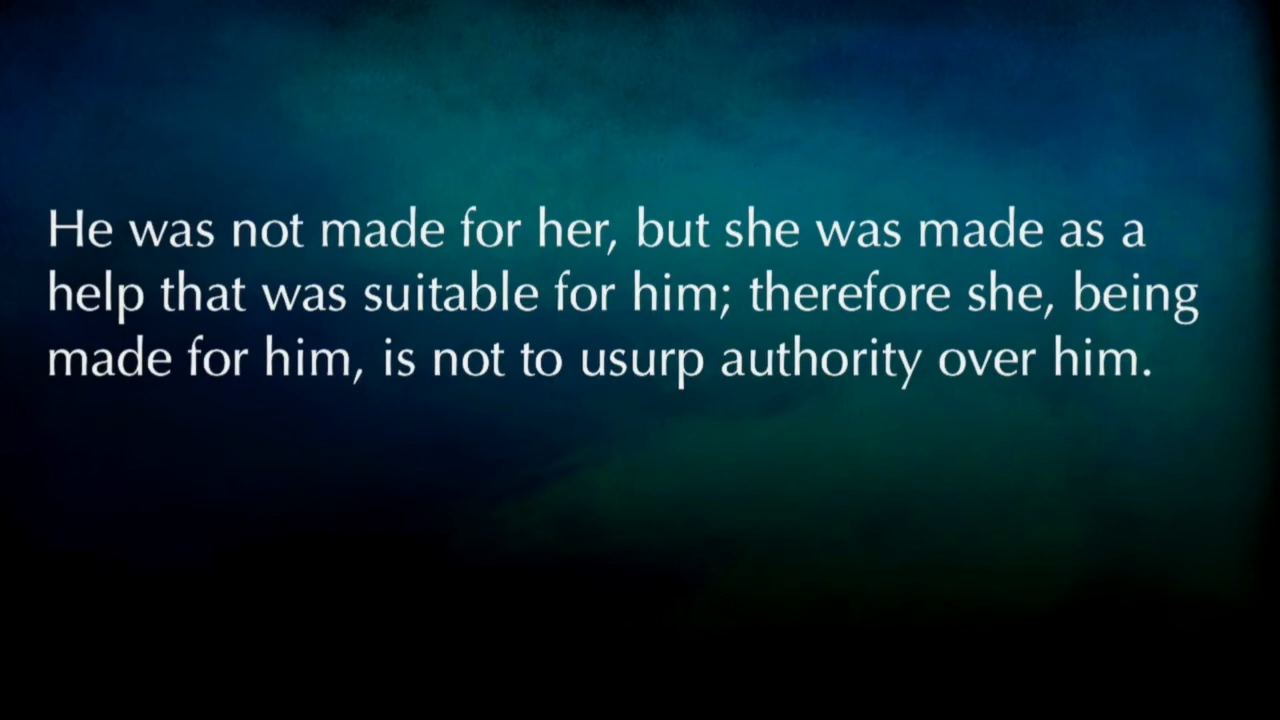 He was not made for her, but she was made as a
help that was suitable for him; therefore she, being
made for him, is not to usurp authority over him.